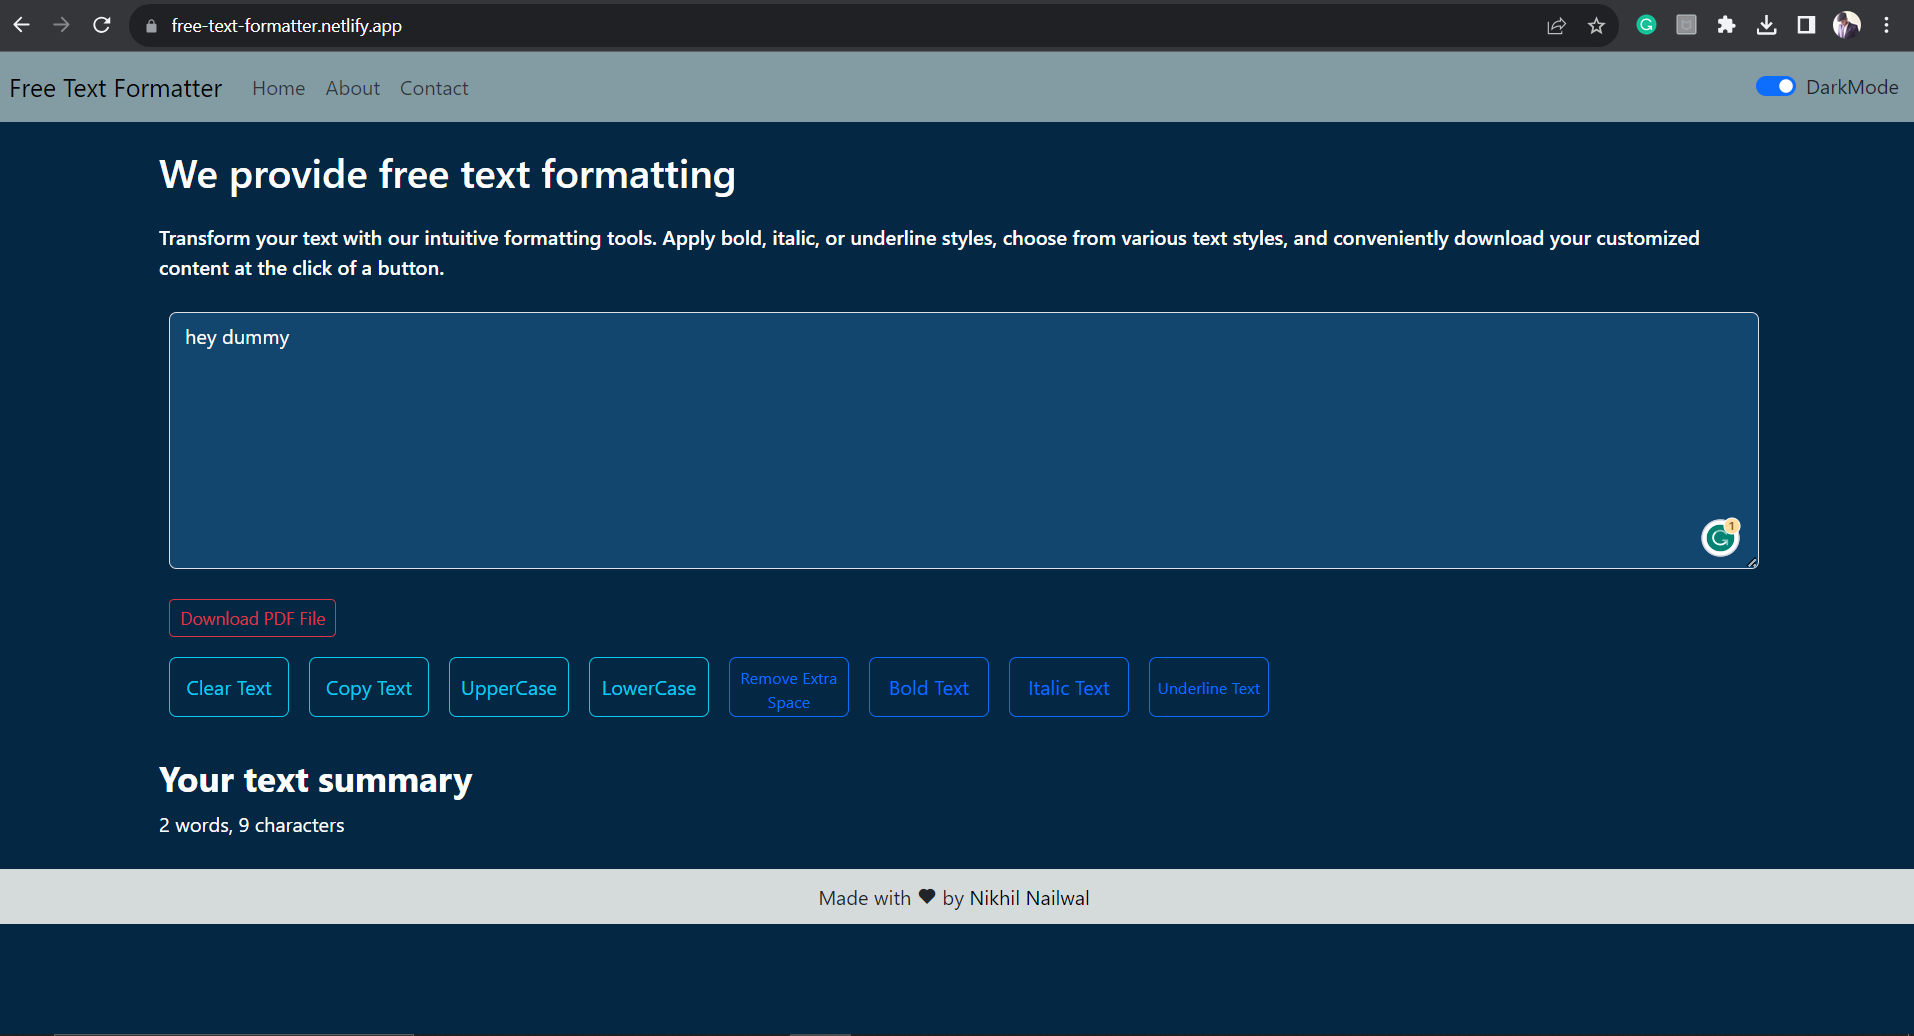 free-text-formatter.netlify.app
Free Text Formatter Home About Contact DarkMode
We provide free text formatting
Transform your text with our intuitive formatting tools. Apply bold, italic, or underline styles, choose from various text styles, and conveniently download your customized
content at the click of a button.
hey dummy
1
Download PDF File
Clear Text Copy Text UpperCase LowerCase Remove Extra Space Bold Text Italic Text Underline Text
Your text summary
2 words, 9 characters
Made with ♥ by Nikhil Nailwal